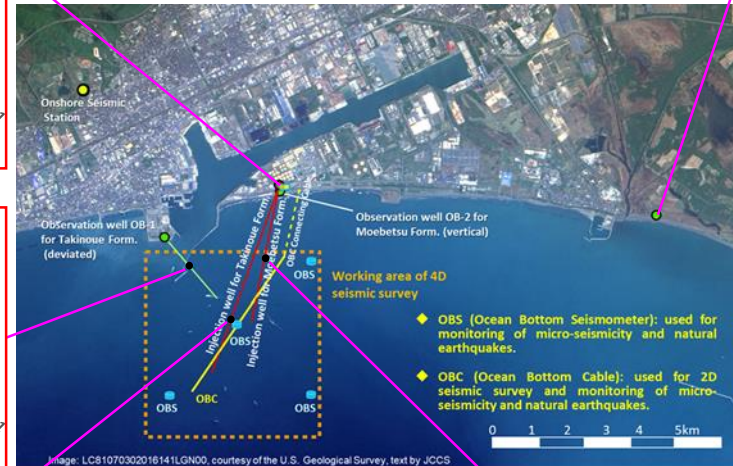 Onshore Seismic
Station
Observation well OB-1
for Takinoue Form.
(deviated)
Injection well for Takinoue Form.
Injection well for Moebetsu Form.
OBC Connecting Cable
Observation well OB-2 for
Moebetsu Form. (vertical)
Working area of 4D
seismic survey
OBS
OBS
OBS
OBS
OBC
◆ OBS (Ocean Bottom Seismometer): used for
monitoring of micro-seismicity and natural
earthquakes.
◆ OBC (Ocean Bottom Cable): used for 2D
seismic survey and monitoring of micro-
seismicity and natural earthquakes.
0 1 2 3 4 5km
Image: LC81070302016141LGN00, courtesy of the U.S. Geological Survey, text by JCCS